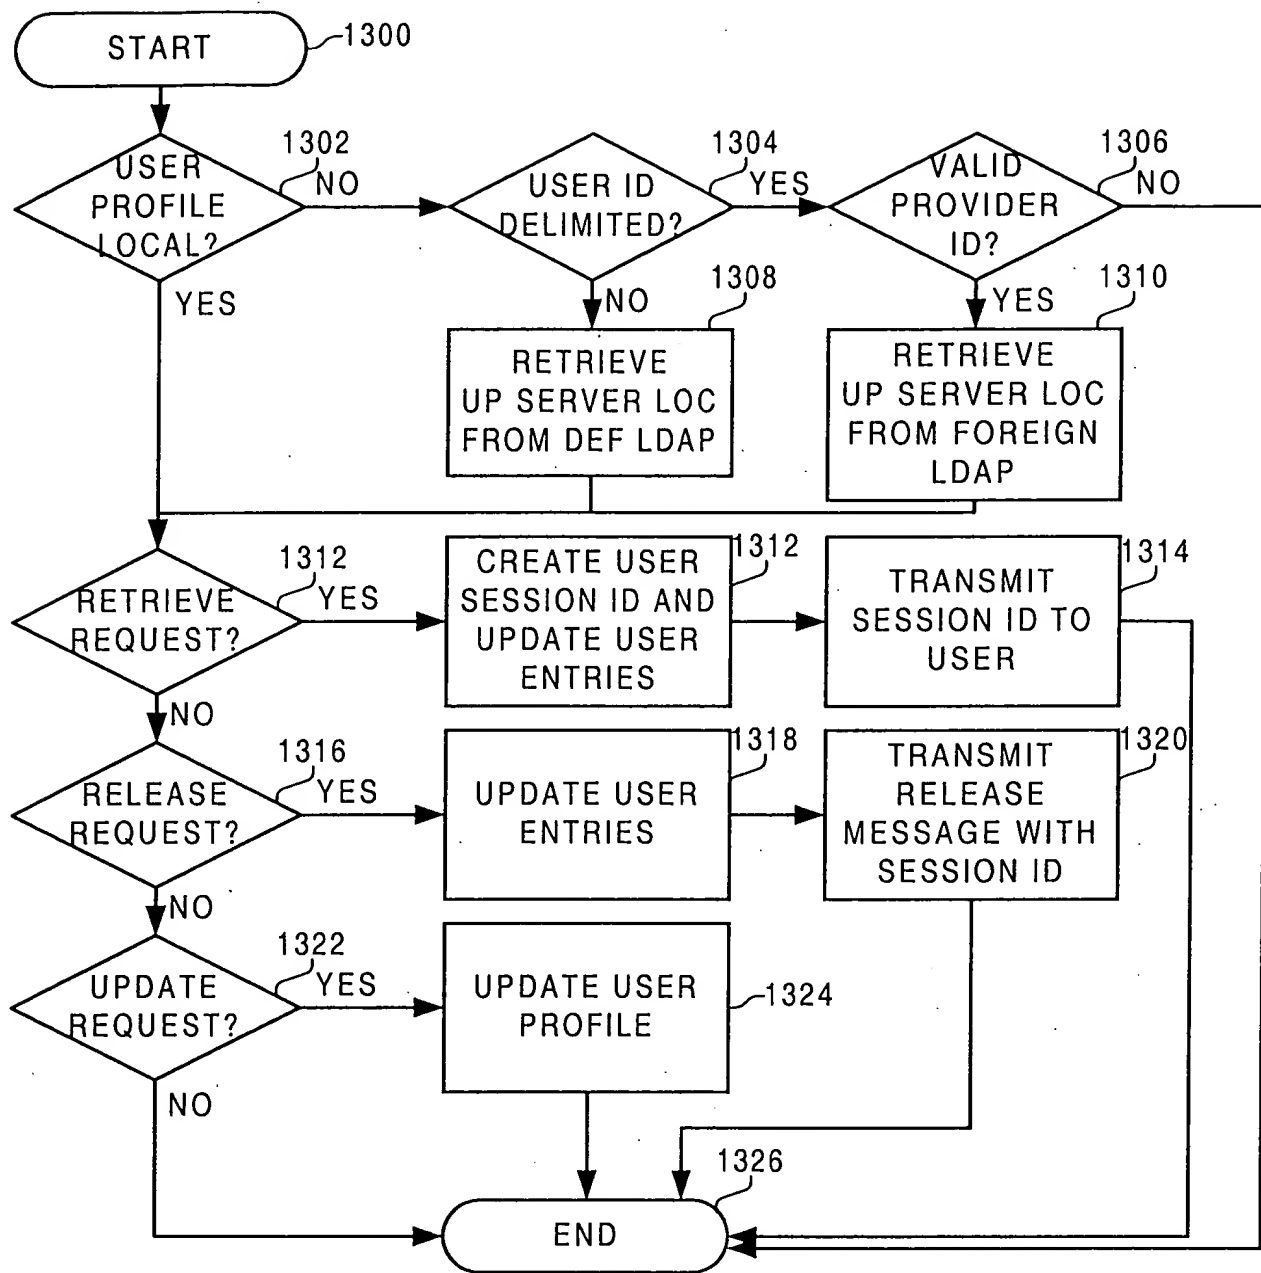 START
1300
USER
PROFILE
LOCAL?
1302
NO
YES
USER ID
DELIMITED?
1304
YES
NO
VALID
PROVIDER
ID?
1306
NO
YES
1308
RETRIEVE
UP SERVER LOC
FROM DEF LDAP
1310
RETRIEVE
UP SERVER LOC
FROM FOREIGN
LDAP
RETRIEVE
REQUEST?
1312
YES
NO
CREATE USER
SESSION ID AND
UPDATE USER
ENTRIES
1312
TRANSMIT
SESSION ID TO
USER
1314
RELEASE
REQUEST?
1316
YES
NO
UPDATE USER
ENTRIES
1318
TRANSMIT
RELEASE
MESSAGE WITH
SESSION ID
1320
UPDATE
REQUEST?
1322
YES
NO
UPDATE USER
PROFILE
1324
END
1326